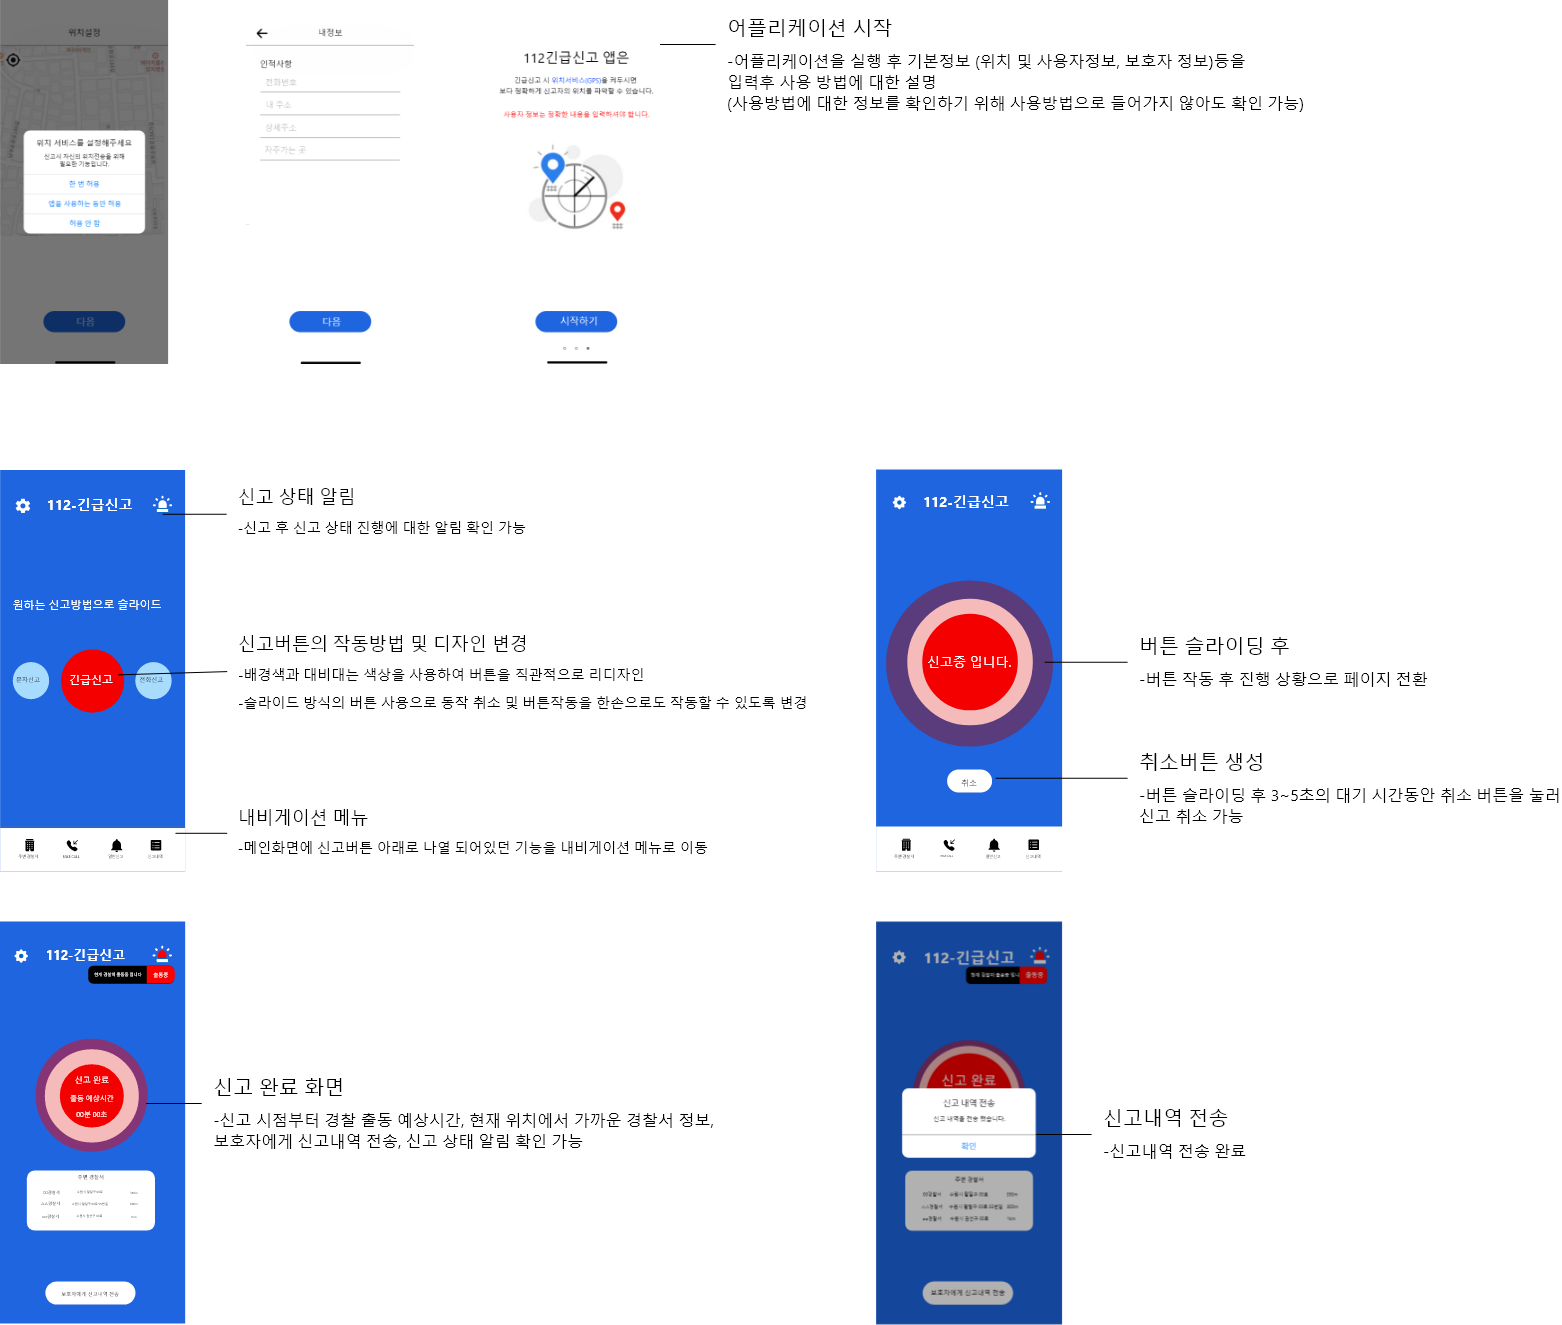 위치설정
위치 서비스를 설정해주세요
신고시 자신의 위치전송을 위해
필요한 기능입니다.
한 번 허용
앱을 사용하는 동안 허용
허용 안 함
다음
내정보
인적사항
전화번호
내 주소
상세주소
자주가는 곳
다음
112긴급신고 앱은
긴급신고 시 위치서비스(GPS)을 켜두시면
보다 정확하게 신고자의 위치를 파악할 수 있습니다.
사용자 정보는 정확한 내용을 입력하셔야 합니다.
시작하기
어플리케이션 시작
-어플리케이션을 실행 후 기본정보 (위치 및 사용자정보, 보호자 정보)등을
입력후 사용 방법에 대한 설명
(사용방법에 대한 정보를 확인하기 위해 사용방법으로 들어가지 않아도 확인 가능)
112-긴급신고
원하는 신고방법으로 슬라이드
문자신고
긴급신고
전화신고
주변 경찰서
FAKE CALL
신고내역
신고 상태 알림
-신고 후 신고 상태 진행에 대한 알림 확인 가능
신고버튼의 작동방법 및 디자인 변경
-배경색과 대비대는 색상을 사용하여 버튼을 직관적으로 리디자인
-슬라이드 방식의 버튼 사용으로 동작 취소 및 버튼작동을 한손으로도 작동할 수 있도록 변경
내비게이션 메뉴
-메인화면에 신고버튼 아래로 나열 되어있던 기능을 내비게이션 메뉴로 이동
112-긴급신고
신고중 입니다.
취소
주변 경찰서
신고내역
버튼 슬라이딩 후
-버튼 작동 후 진행 상황으로 페이지 전환
취소버튼 생성
-버튼 슬라이딩 후 3~5초의 대기 시간동안 취소 버튼을 눌러
신고 취소 가능
112-긴급신고
현재 경찰이 출동중 입니다
출동중
신고 완료
출동 예상시간
00분 00초
주변 경찰서
보호자에게 신고내역 전송
신고 완료 화면
-신고 시점부터 경찰 출동 예상시간, 현재 위치에서 가까운 경찰서 정보,
보호자에게 신고내역 전송, 신고 상태 알림 확인 가능
112-긴급신고
출동중
신고 완료
신고 내역 전송
신고 내역을 전송 했습니다.
확인
주변 경찰서
보호자에게 신고내역 전송
신고내역 전송
-신고내역 전송 완료